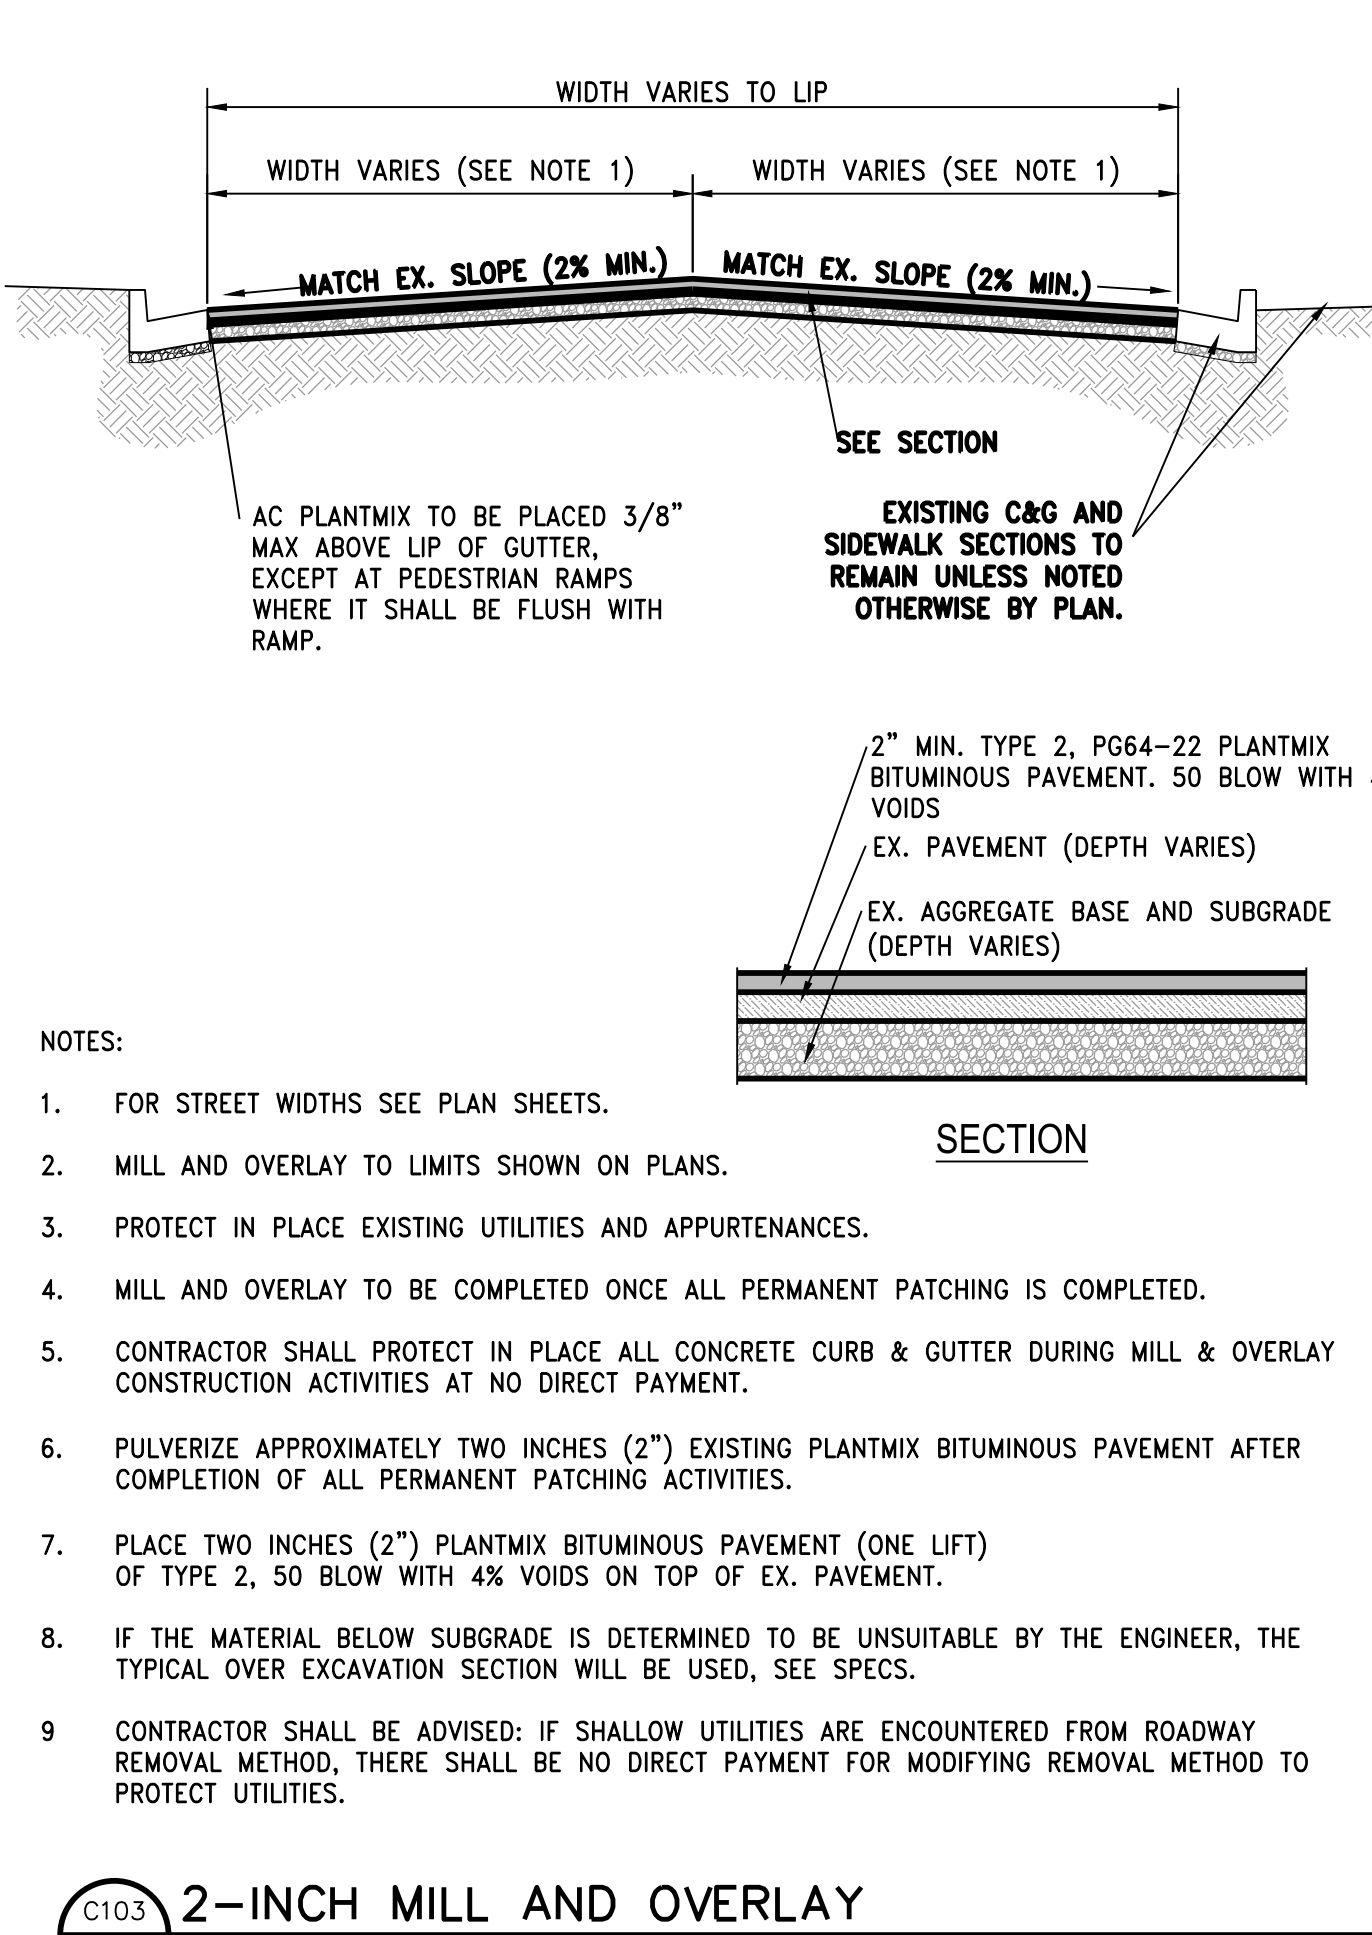 WIDTH VARIES TO LIP
WIDTH VARIES (SEE NOTE 1)
WIDTH VARIES (SEE NOTE 1)
MATCH EX. SLOPE (2% MIN.)
MATCH EX. SLOPE (2% MIN.)
SEE SECTION
AC PLANTMIX TO BE PLACED 3/8"
MAX ABOVE LIP OF GUTTER,
EXCEPT AT PEDESTRIAN RAMPS
WHERE IT SHALL BE FLUSH WITH
RAMP.
EXISTING C&G AND
SIDEWALK SECTIONS TO
REMAIN UNLESS NOTED
OTHERWISE BY PLAN.
2" MIN. TYPE 2, PG64-22 PLANTMIX
BITUMINOUS PAVEMENT. 50 BLOW WITH
VOIDS
EX. PAVEMENT (DEPTH VARIES)
EX. AGGREGATE BASE AND SUBGRADE
(DEPTH VARIES)
SECTION
NOTES:
1. FOR STREET WIDTHS SEE PLAN SHEETS.
2. MILL AND OVERLAY TO LIMITS SHOWN ON PLANS.
3. PROTECT IN PLACE EXISTING UTILITIES AND APPURTENANCES.
4. MILL AND OVERLAY TO BE COMPLETED ONCE ALL PERMANENT PATCHING IS COMPLETED.
5. CONTRACTOR SHALL PROTECT IN PLACE ALL CONCRETE CURB & GUTTER DURING MILL & OVERLAY
CONSTRUCTION ACTIVITIES AT NO DIRECT PAYMENT.
6. PULVERIZE APPROXIMATELY TWO INCHES (2") EXISTING PLANTMIX BITUMINOUS PAVEMENT AFTER
COMPLETION OF ALL PERMANENT PATCHING ACTIVITIES.
7. PLACE TWO INCHES (2") PLANTMIX BITUMINOUS PAVEMENT (ONE LIFT)
OF TYPE 2, 50 BLOW WITH 4% VOIDS ON TOP OF EX. PAVEMENT.
8. IF THE MATERIAL BELOW SUBGRADE IS DETERMINED TO BE UNSUITABLE BY THE ENGINEER, THE
TYPICAL OVER EXCAVATION SECTION WILL BE USED, SEE SPECS.
9 CONTRACTOR SHALL BE ADVISED: IF SHALLOW UTILITIES ARE ENCOUNTERED FROM ROADWAY
REMOVAL METHOD, THERE SHALL BE NO DIRECT PAYMENT FOR MODIFYING REMOVAL METHOD TO
PROTECT UTILITIES.
C103 2-INCH MILL AND OVERLAY